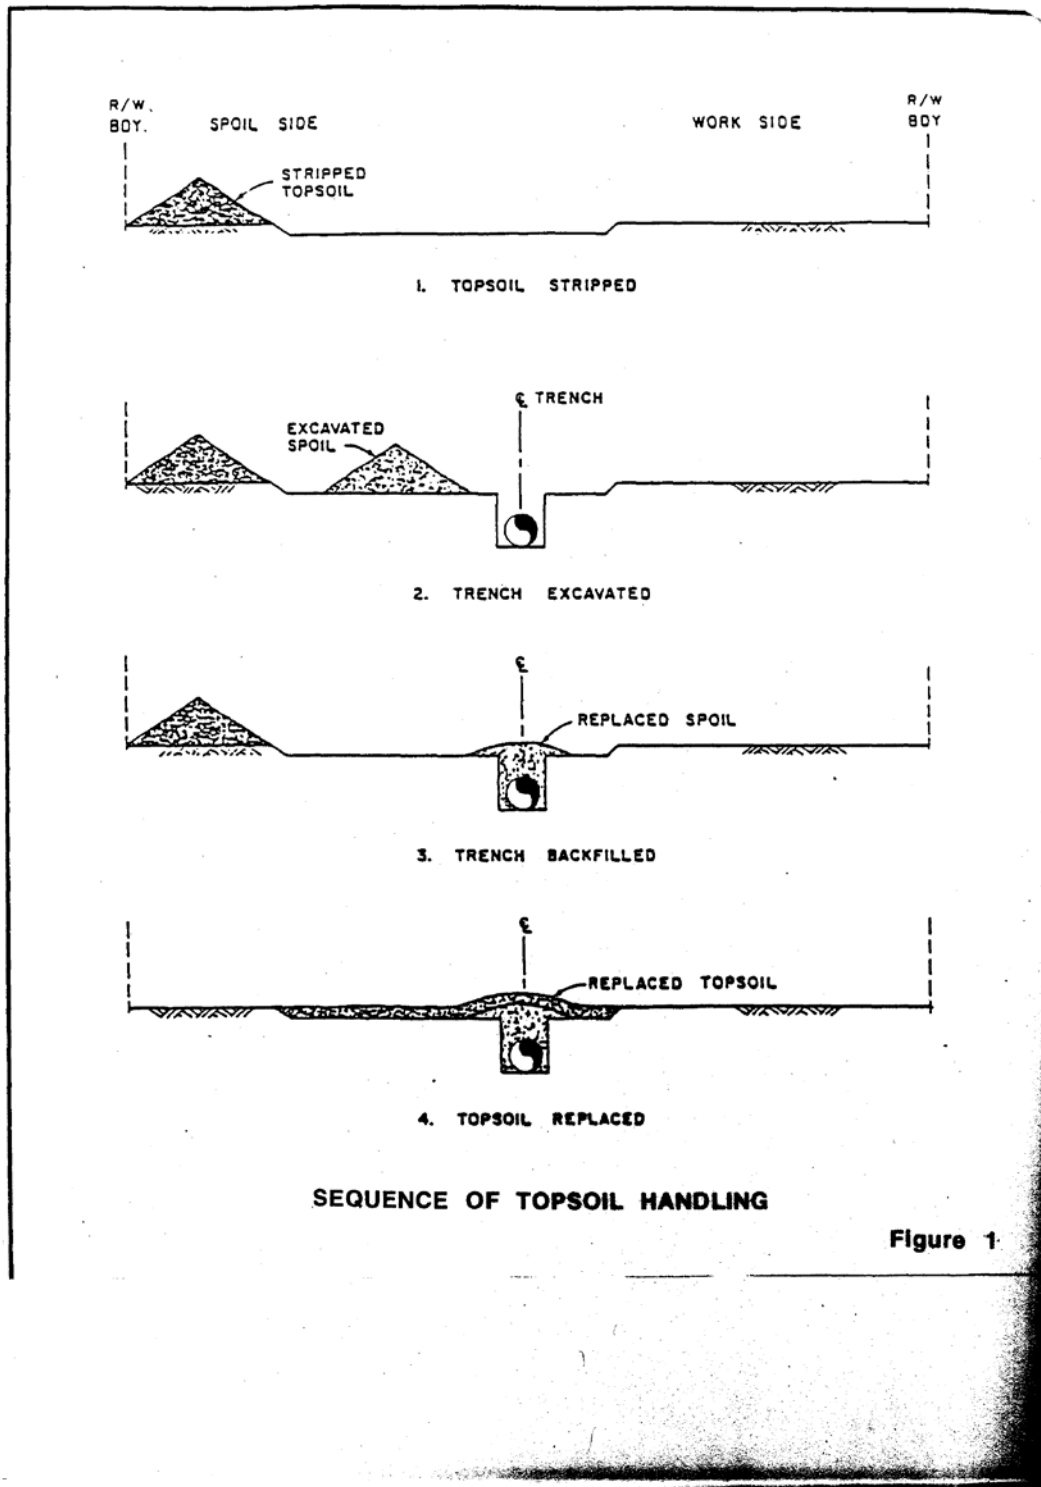 R/W.
BDY.
SPOIL SIDE
WORK SIDE
R/W
BDY
STRIPPED
TOPSOIL
1. TOPSOIL STRIPPED
℄ TRENCH
EXCAVATED
SPOIL
2. TRENCH EXCAVATED
℄
REPLACED SPOIL
3. TRENCH BACKFILLED
℄
REPLACED TOPSOIL
4. TOPSOIL REPLACED
SEQUENCE OF TOPSOIL HANDLING
Figure 1